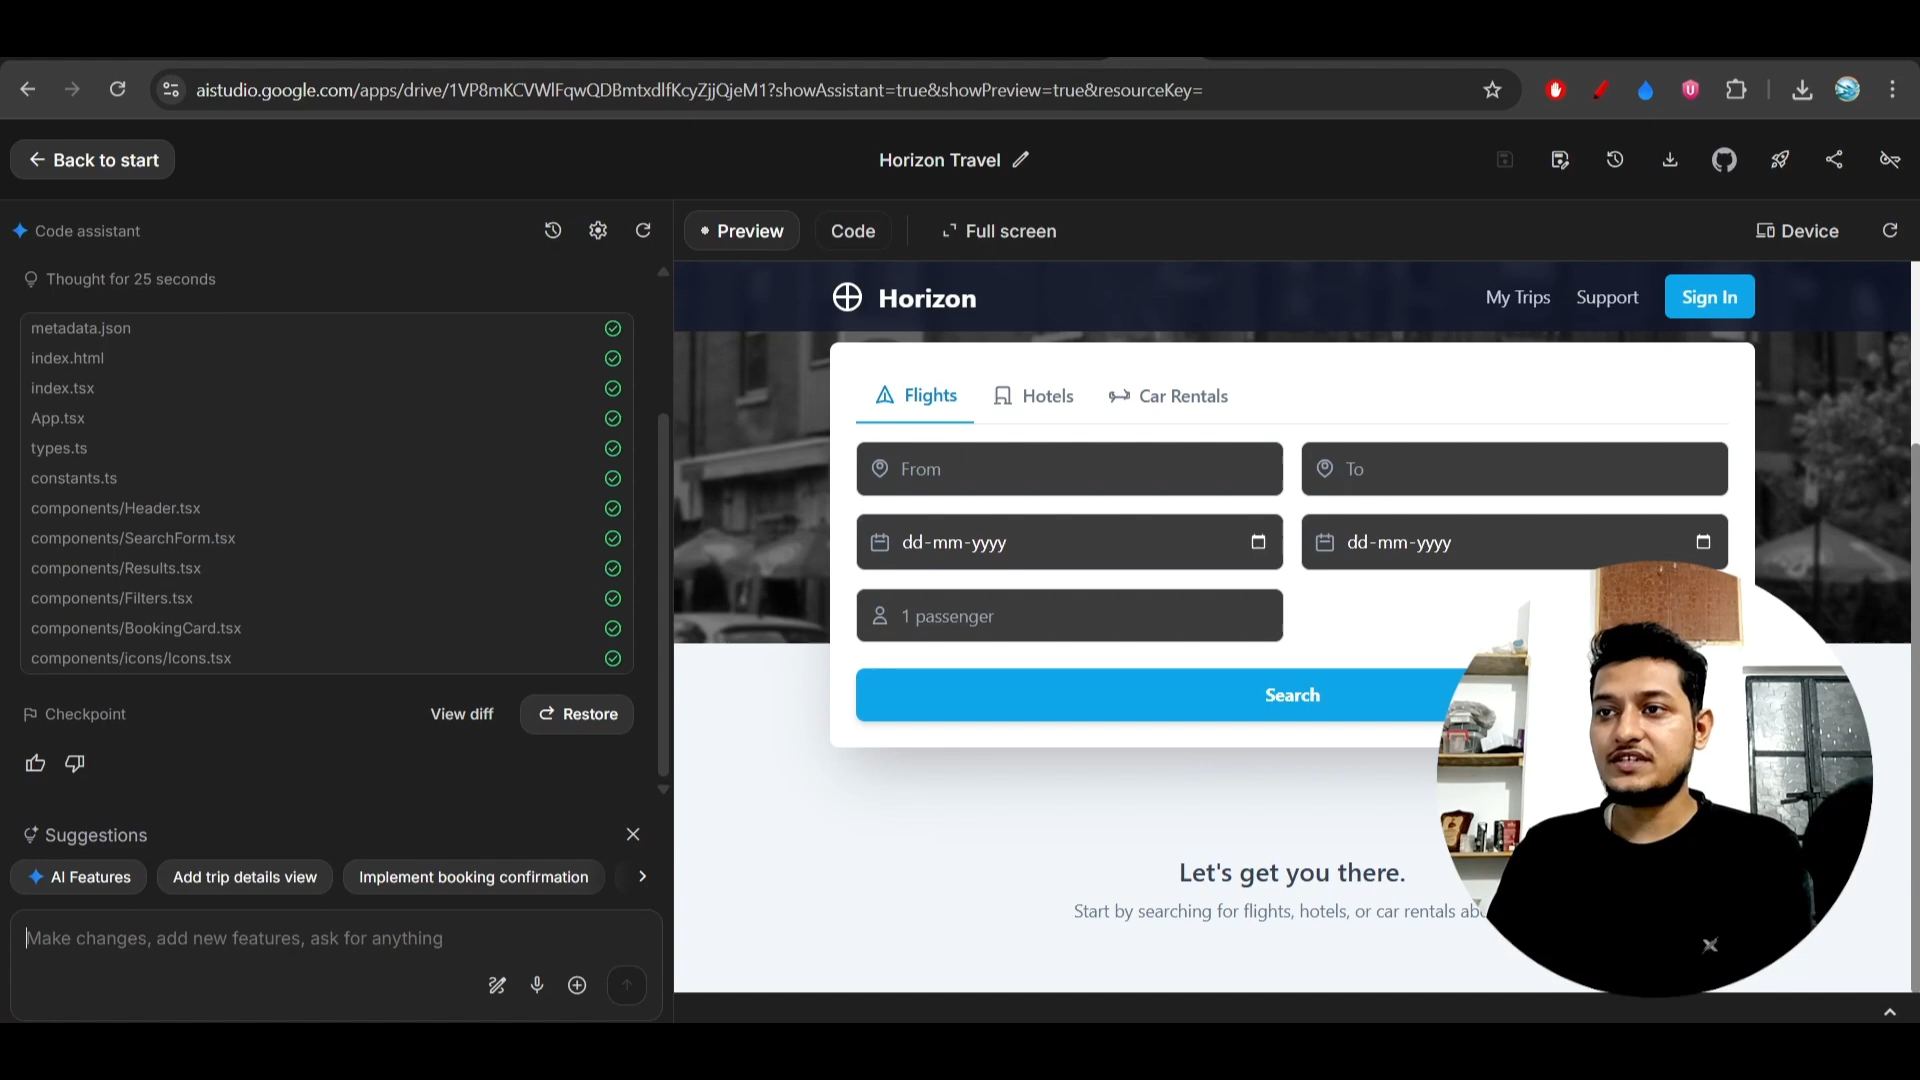 aistudio.google.com/apps/drive/1VP8mKCVWlFqwQDBmtxdlfKcyZjjQjeM1?showAssistant=true&showPreview=true&resourceKey=
Back to start
Horizon Travel
Code assistant
Preview
Code
Full screen
Device
Thought for 25 seconds
metadata.json
index.html
index.tsx
App.tsx
types.ts
constants.ts
components/Header.tsx
components/SearchForm.tsx
components/Results.tsx
components/Filters.tsx
components/BookingCard.tsx
components/icons/Icons.tsx
Checkpoint
View diff
Restore
Suggestions
AI Features
Add trip details view
Implement booking confirmation
Make changes, add new features, ask for anything
Horizon
My Trips
Support
Sign In
Flights
Hotels
Car Rentals
From
To
dd-mm-yyyy
dd-mm-yyyy
1 passenger
Search
Let's get you there.
Start by searching for flights, hotels, or car rentals